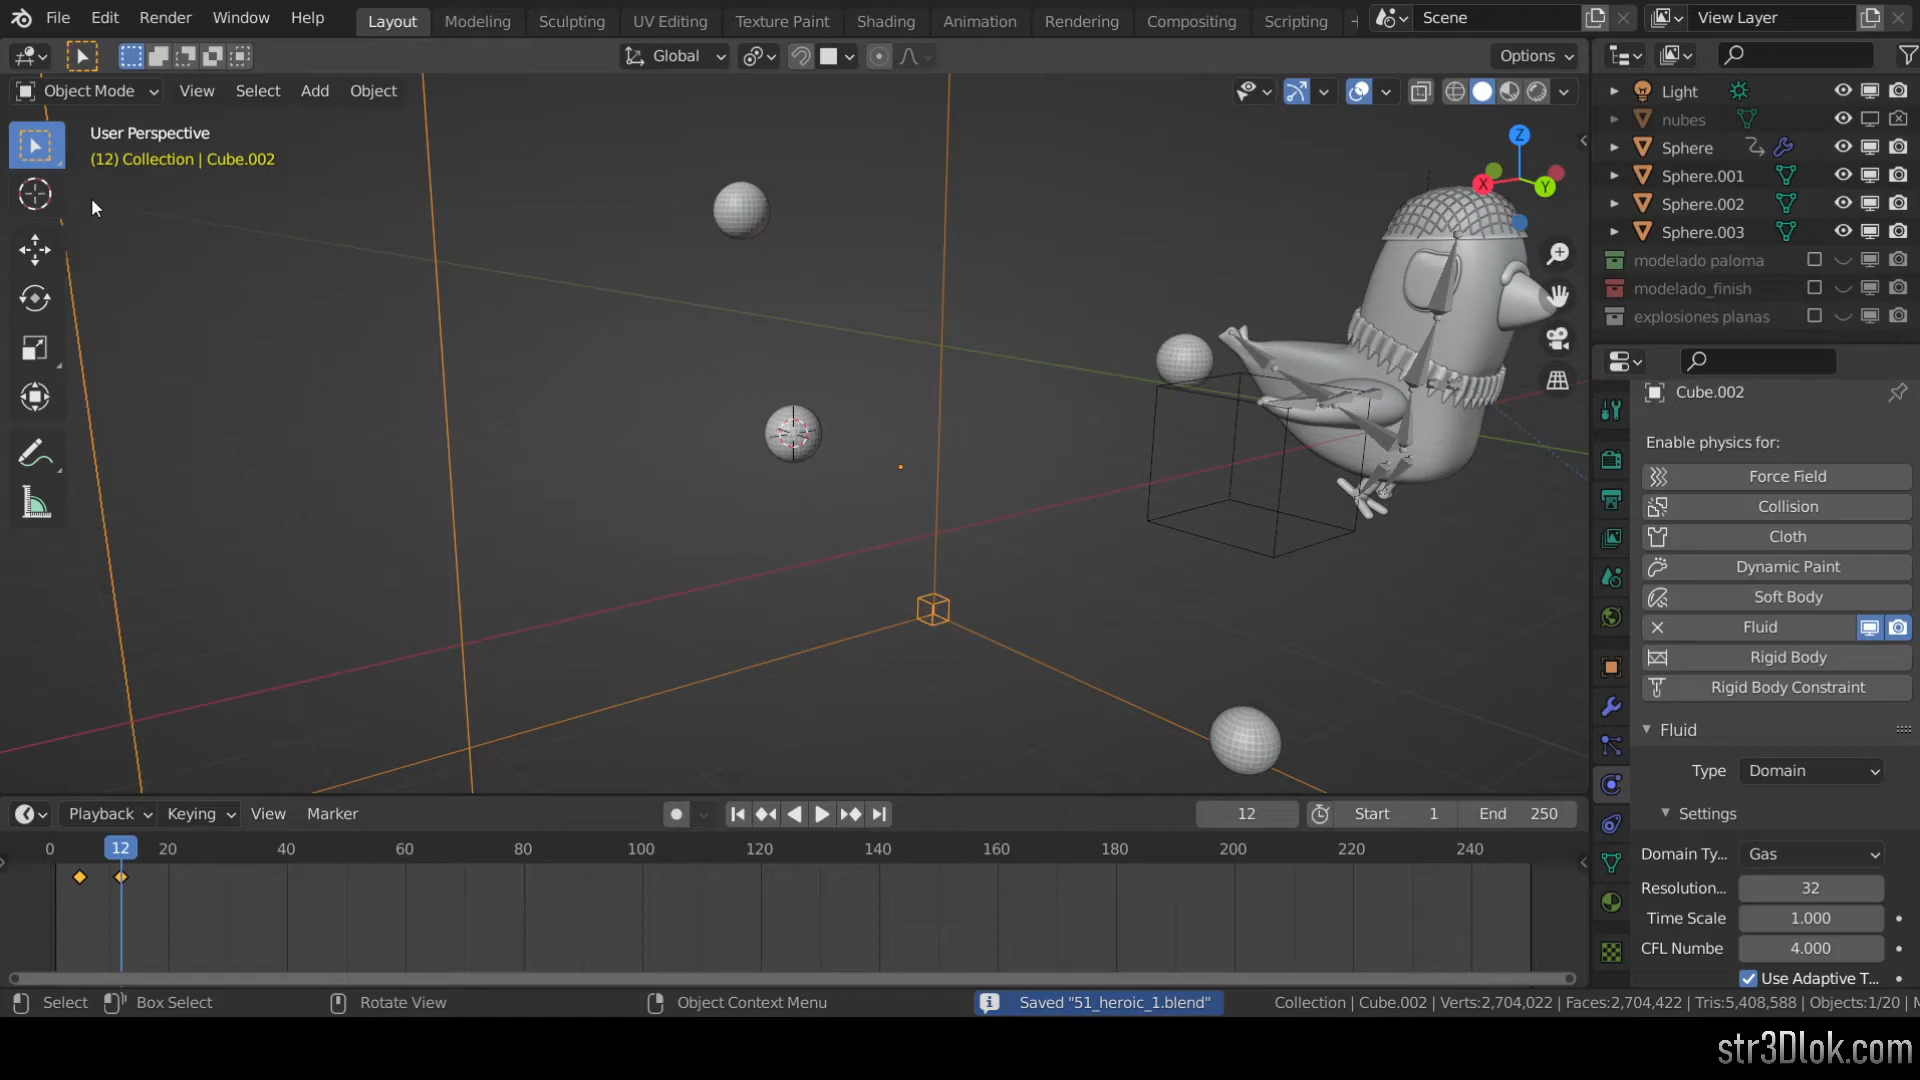 File Edit Render Window Help Layout Modeling Sculpting UV Editing Texture Paint Shading Animation Rendering Compositing Scripting Scene View Layer
Global Options
Object Mode View Select Add Object
User Perspective
(12) Collection | Cube.002
Z
X Y
Light
nubes
Sphere
Sphere.001
Sphere.002
Sphere.003
modelado paloma
modelado_finish
explosiones planas
Cube.002
Enable physics for:
Force Field
Collision
Cloth
Dynamic Paint
Soft Body
Fluid
Rigid Body
Rigid Body Constraint
Fluid
Type Domain
Settings
Domain Ty... Gas
Resolution... 32
Time Scale 1.000
CFL Numbe 4.000
Use Adaptive T...
Playback Keying View Marker 12 Start 1 End 250
0 12 20 40 60 80 100 120 140 160 180 200 220 240
Select Box Select Rotate View Object Context Menu Saved "51_heroic_1.blend" Collection | Cube.002 | Verts:2,704,022 | Faces:2,704,422 | Tris:5,408,588 | Objects:1/20 |
str3Dlok.com